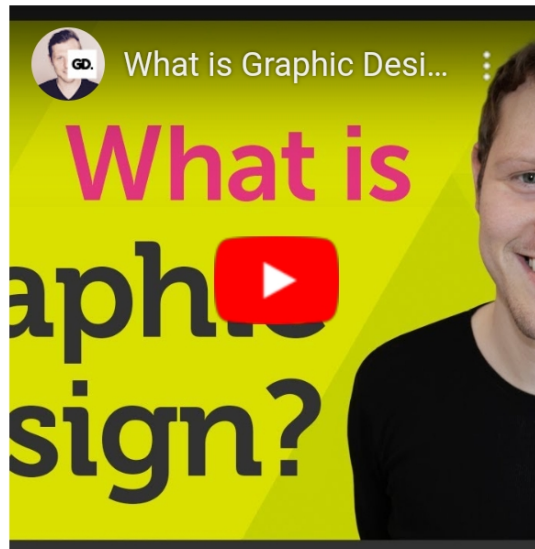 GD.
What is Graphic Desi...
What is
aphic
sign?